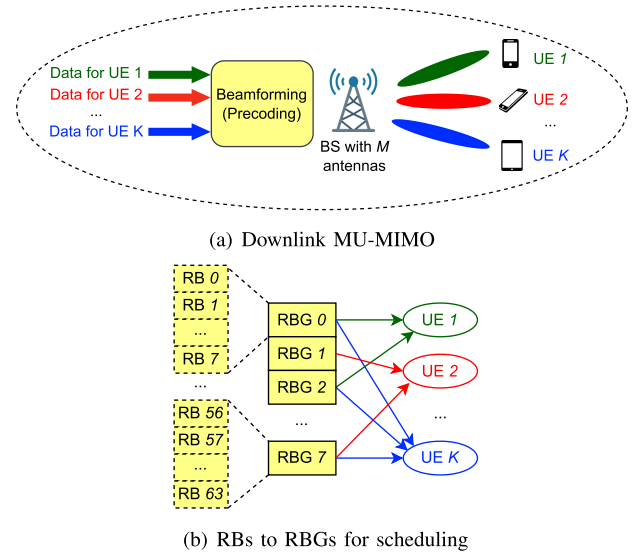 Data for UE 1
Data for UE 2
...
Data for UE K
Beamforming
(Precoding)
BS with M
antennas
UE 1
UE 2
...
UE K
(a) Downlink MU-MIMO
RB 0
RB 1
...
RB 7
...
RB 56
RB 57
...
RB 63
RBG 0
RBG 1
RBG 2
...
RBG 7
UE 1
UE 2
...
UE K
(b) RBs to RBGs for scheduling